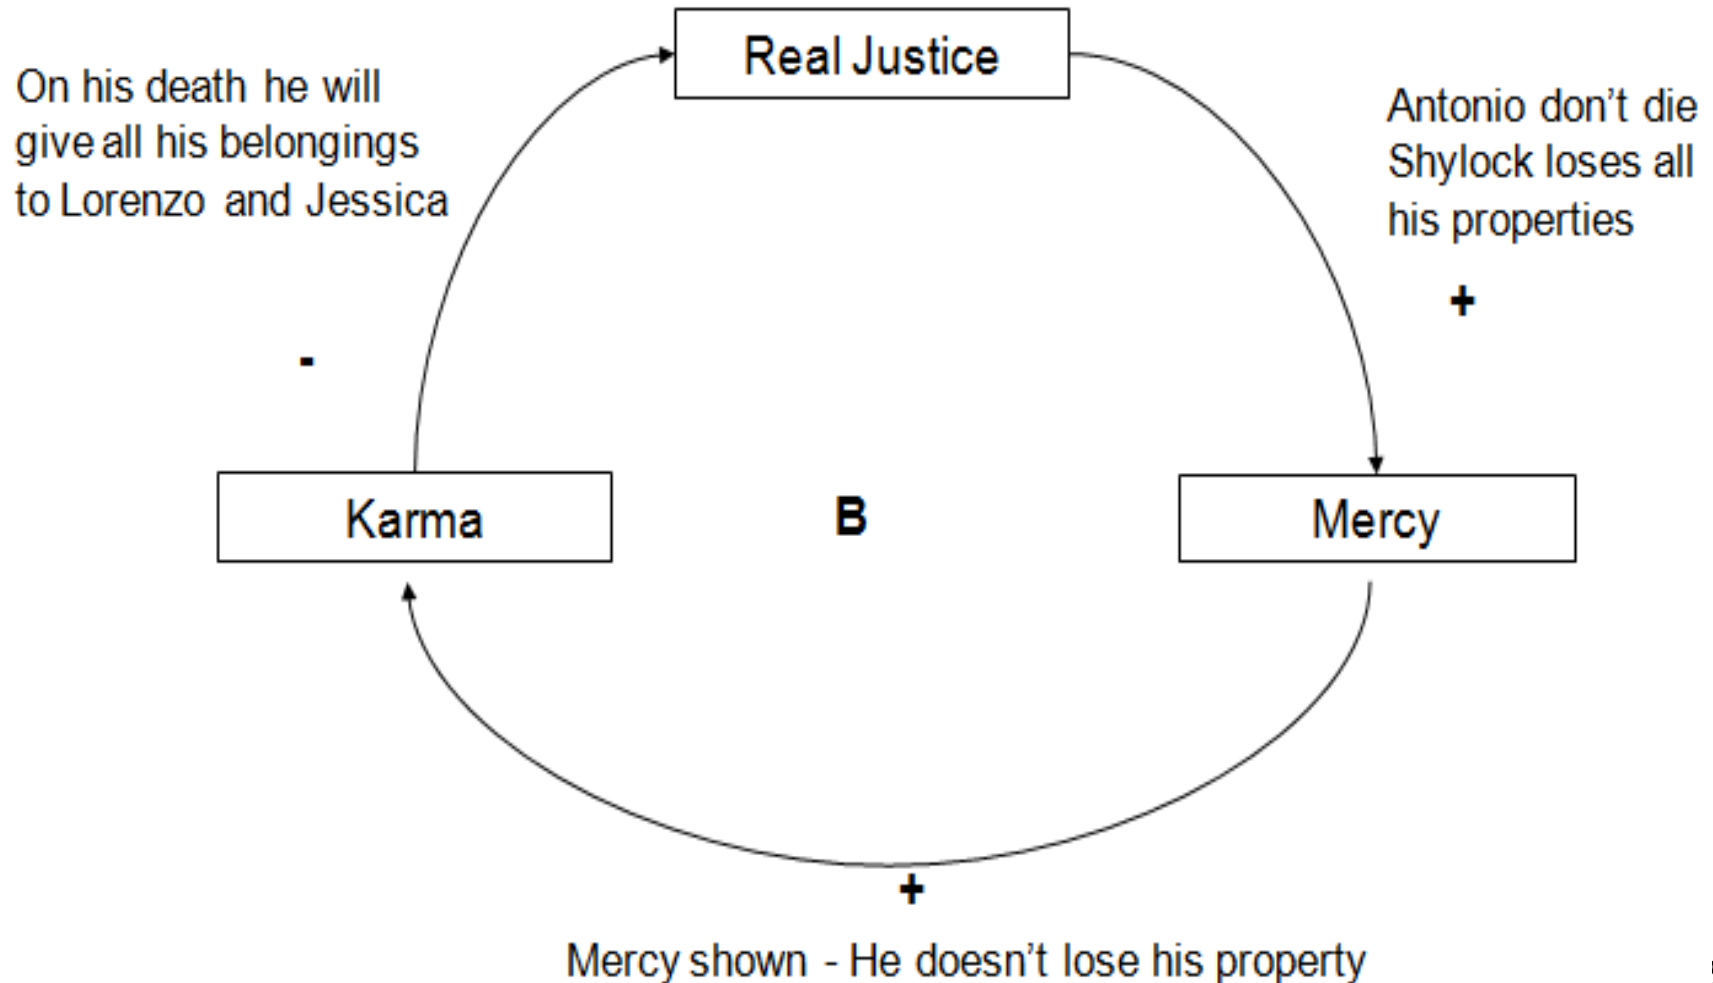 Real Justice
On his death he will
give all his belongings
to Lorenzo and Jessica
Antonio don't die
Shylock loses all
his properties
+
-
Karma
B
Mercy
+
Mercy shown - He doesn't lose his property